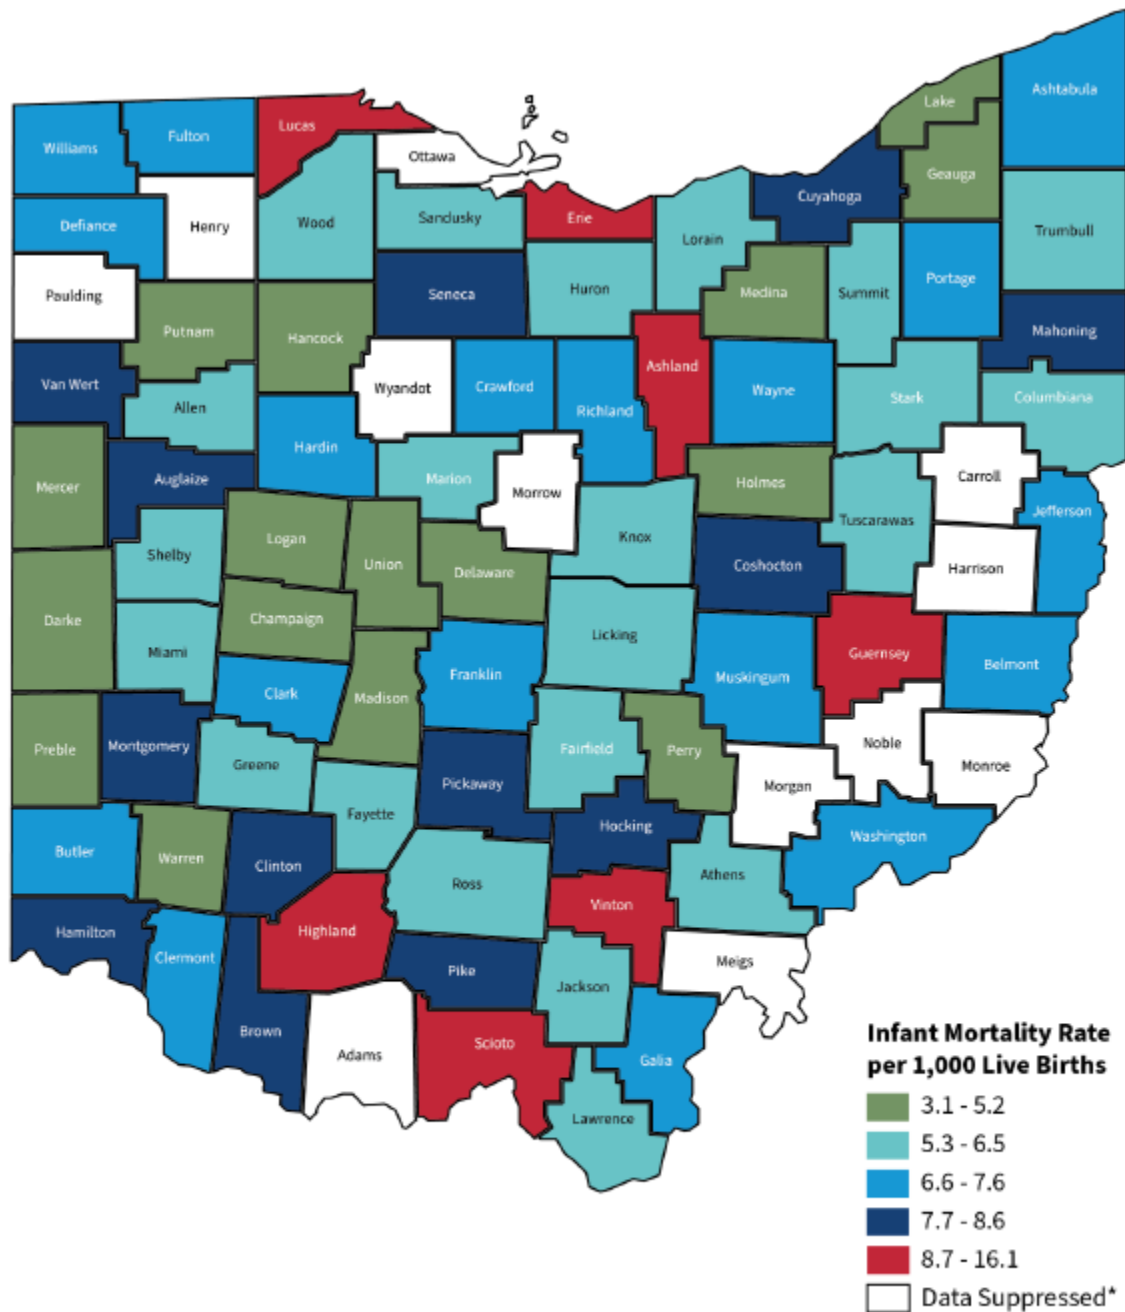 Ashtabula
Lake
Lucas
Fulton
Williams
Ottawa
Geauga
Cuyahoga
Sandusky
Erie
Wood
Henry
Defiance
Lorain
Trumbull
Portage
Paulding
Seneca
Huron
Medina
Summit
Putnam
Hancock
Mahoning
Ashland
Van Wert
Wyandot
Crawford
Wayne
Stark
Columbiana
Richland
Allen
Hardin
Carroll
Mercer
Auglaize
Marion
Holmes
Morrow
Jefferson
Tuscarawas
Logan
Knox
Shelby
Union
Delaware
Coshocton
Harrison
Darke
Champaign
Licking
Miami
Guernsey
Belmont
Franklin
Muskingum
Clark
Madison
Preble
Montgomery
Fairfield
Perry
Noble
Greene
Monroe
Pickaway
Morgan
Fayette
Hocking
Washington
Butler
Warren
Clinton
Athens
Ross
Vinton
Hamilton
Highland
Clermont
Meigs
Pike
Jackson
Brown
Scioto
Adams
Galia
Lawrence
Infant Mortality Rate
per 1,000 Live Births
3.1 - 5.2
5.3 - 6.5
6.6 - 7.6
7.7 - 8.6
8.7 - 16.1
Data Suppressed*